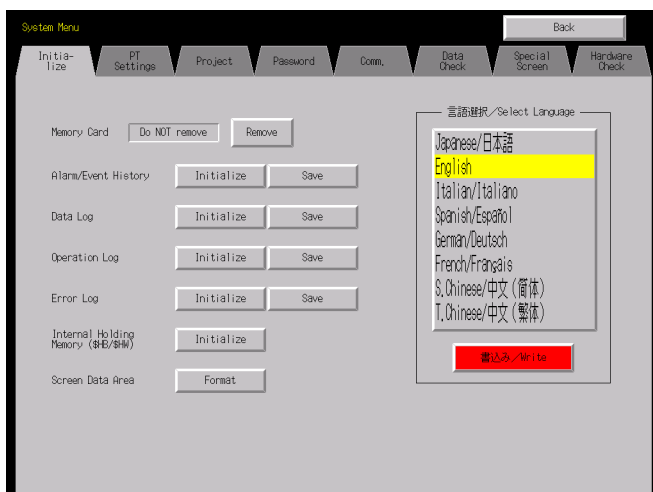 System Menu
Back
Initia-
lize
PT
Settings
Project
Password
Comm.
Data
Check
Special
Screen
Hardware
Check
Memory Card
Do NOT remove
Remove
Alarm/Event History
Initialize
Save
Data Log
Initialize
Save
Operation Log
Initialize
Save
Error Log
Initialize
Save
Internal Holding
Memory ($HB/$HW)
Initialize
Screen Data Area
Format
言語選択/Select Language
Japanese/日本語
English
Italian/Italiano
Spanish/Español
German/Deutsch
French/Français
S.Chinese/中文(简体)
T.Chinese/中文(繁体)
書込み/Write